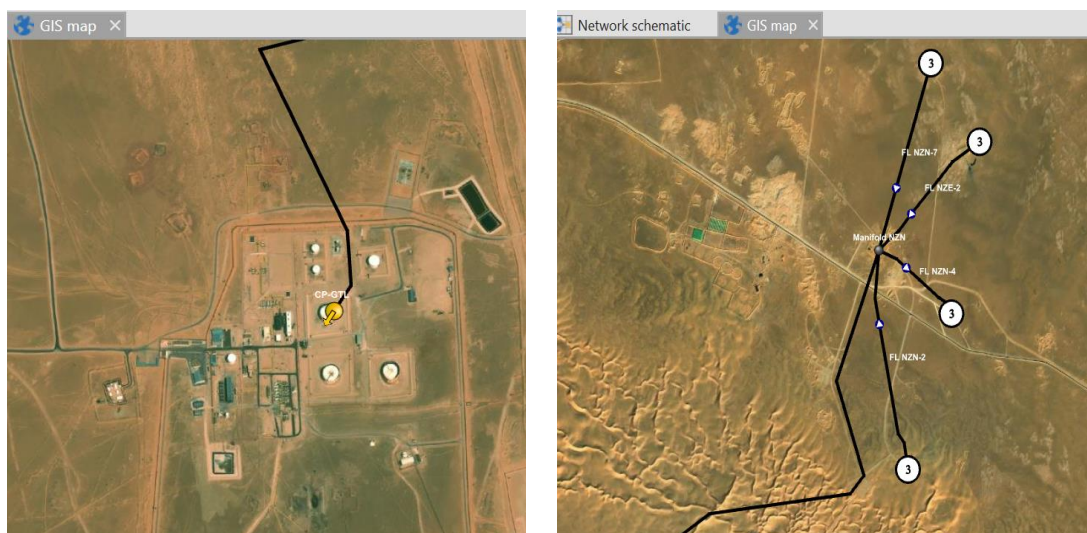 GIS map
CP-GTL
Network schematic
GIS map
3
3
FL NZN-7
FL NZE-2
Manifold NZN
FL NZN-4
3
FL NZN-2
3